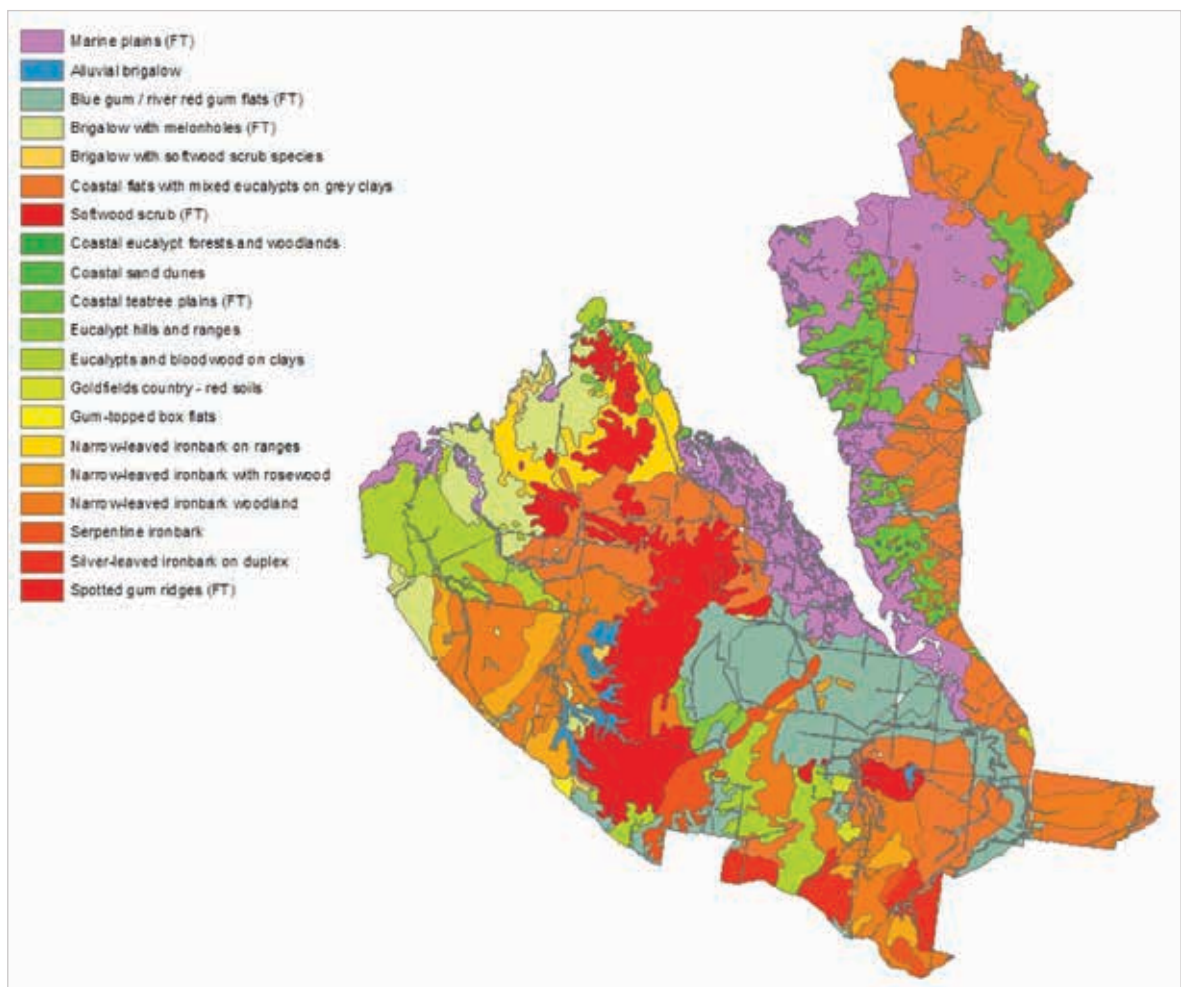 Marine plains (FT)
Alluvial brigalow
Blue gum / river red gum flats (FT)
Brigalow with melonholes (FT)
Brigalow with softwood scrub species
Coastal flats with mixed eucalypts on grey clays
Softwood scrub (FT)
Coastal eucalypt forests and woodlands
Coastal sand dunes
Coastal teatree plains (FT)
Eucalypt hills and ranges
Eucalypts and bloodwood on clays
Goldfields country - red soils
Gum-topped box flats
Narrow-leaved ironbark on ranges
Narrow-leaved ironbark with rosewood
Narrow-leaved ironbark woodland
Serpentine ironbark
Silver-leaved ironbark on duplex
Spotted gum ridges (FT)